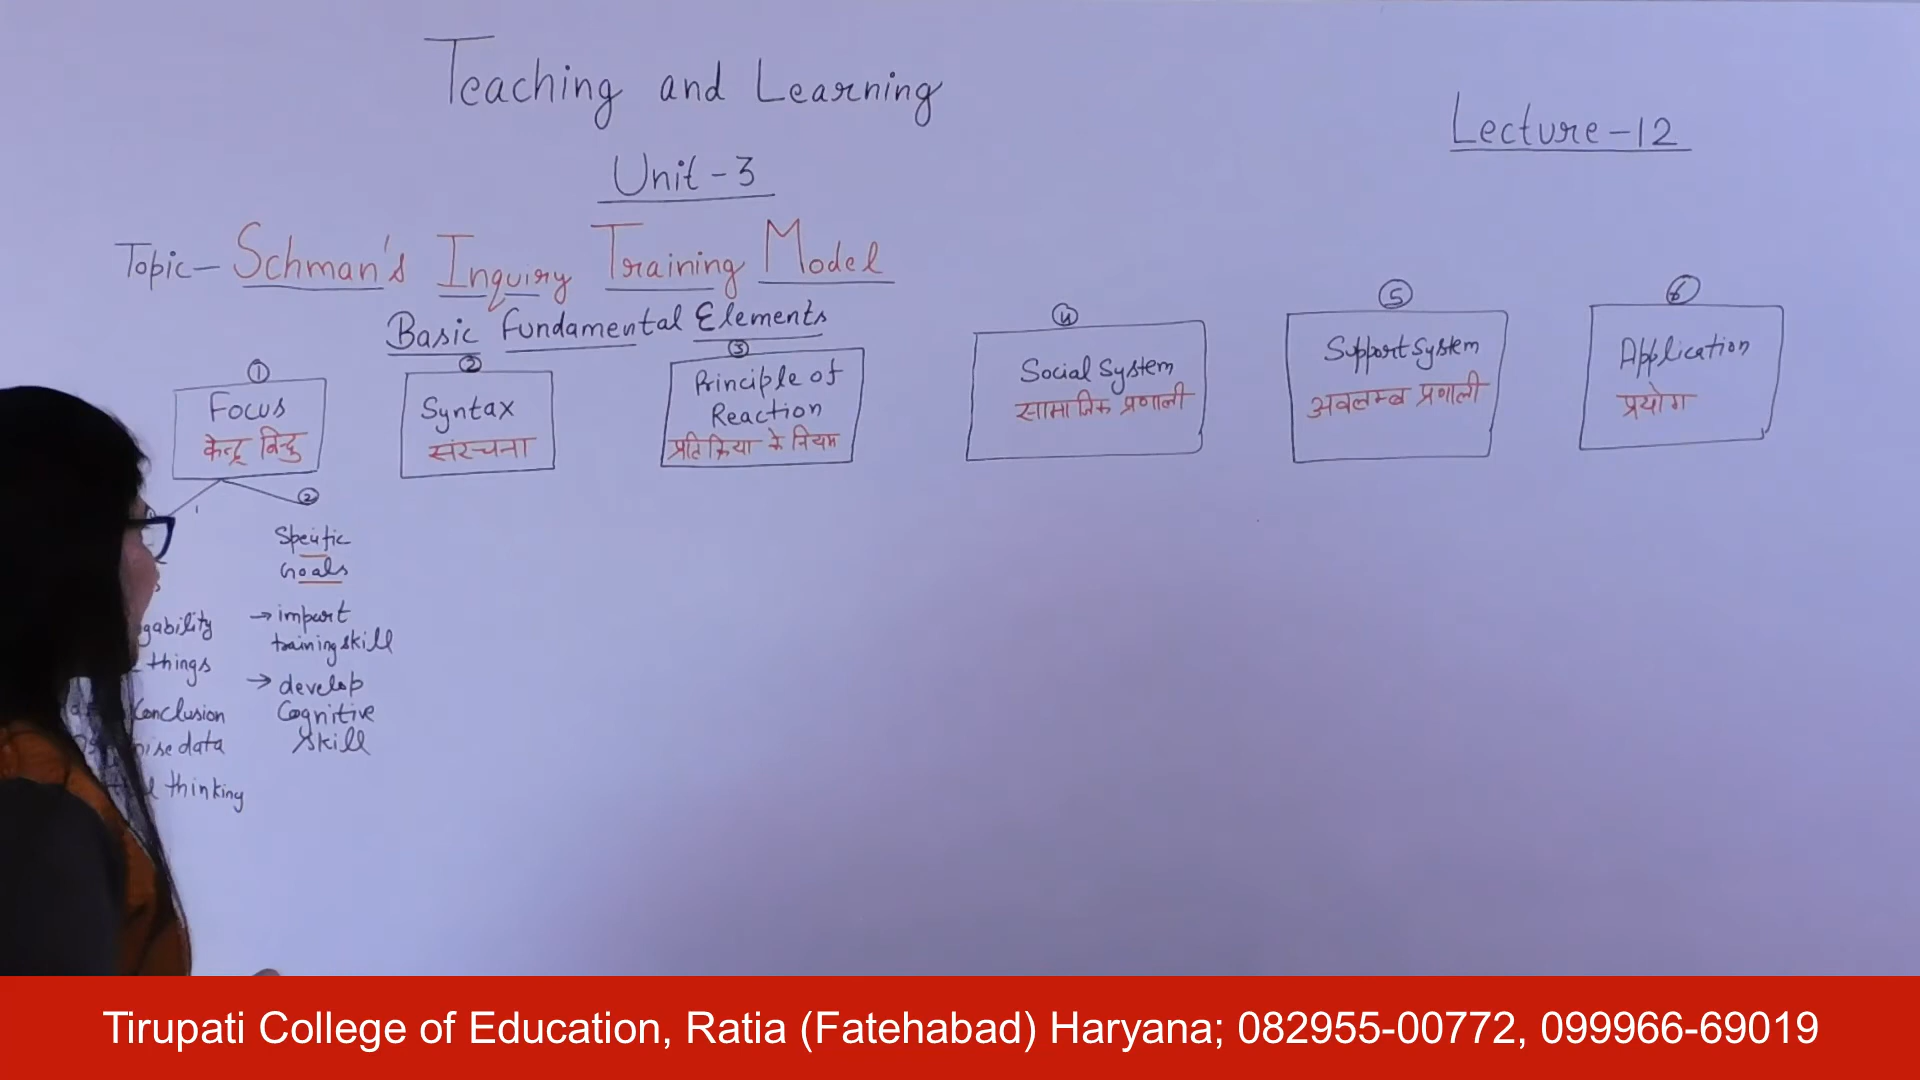 Teaching and Learning
Lecture-12
Unit-3
Topic- Schman's Inquiry Training Model
Basic Fundamental Elements
①
Focus
केन्द्र बिन्दु
②
Syntax
संरचना
③
Principle of
Reaction
प्रतिक्रिया के नियम
④
Social System
सामाजिक प्रणाली
⑤
Support System
अवलम्ब प्रणाली
⑥
Application
प्रयोग
things
Conclusion
data
thinking
②
Specific
Goals
→ impart
training skill
→ develop
Cognitive
skill
Tirupati College of Education, Ratia (Fatehabad) Haryana; 082955-00772, 099966-69019